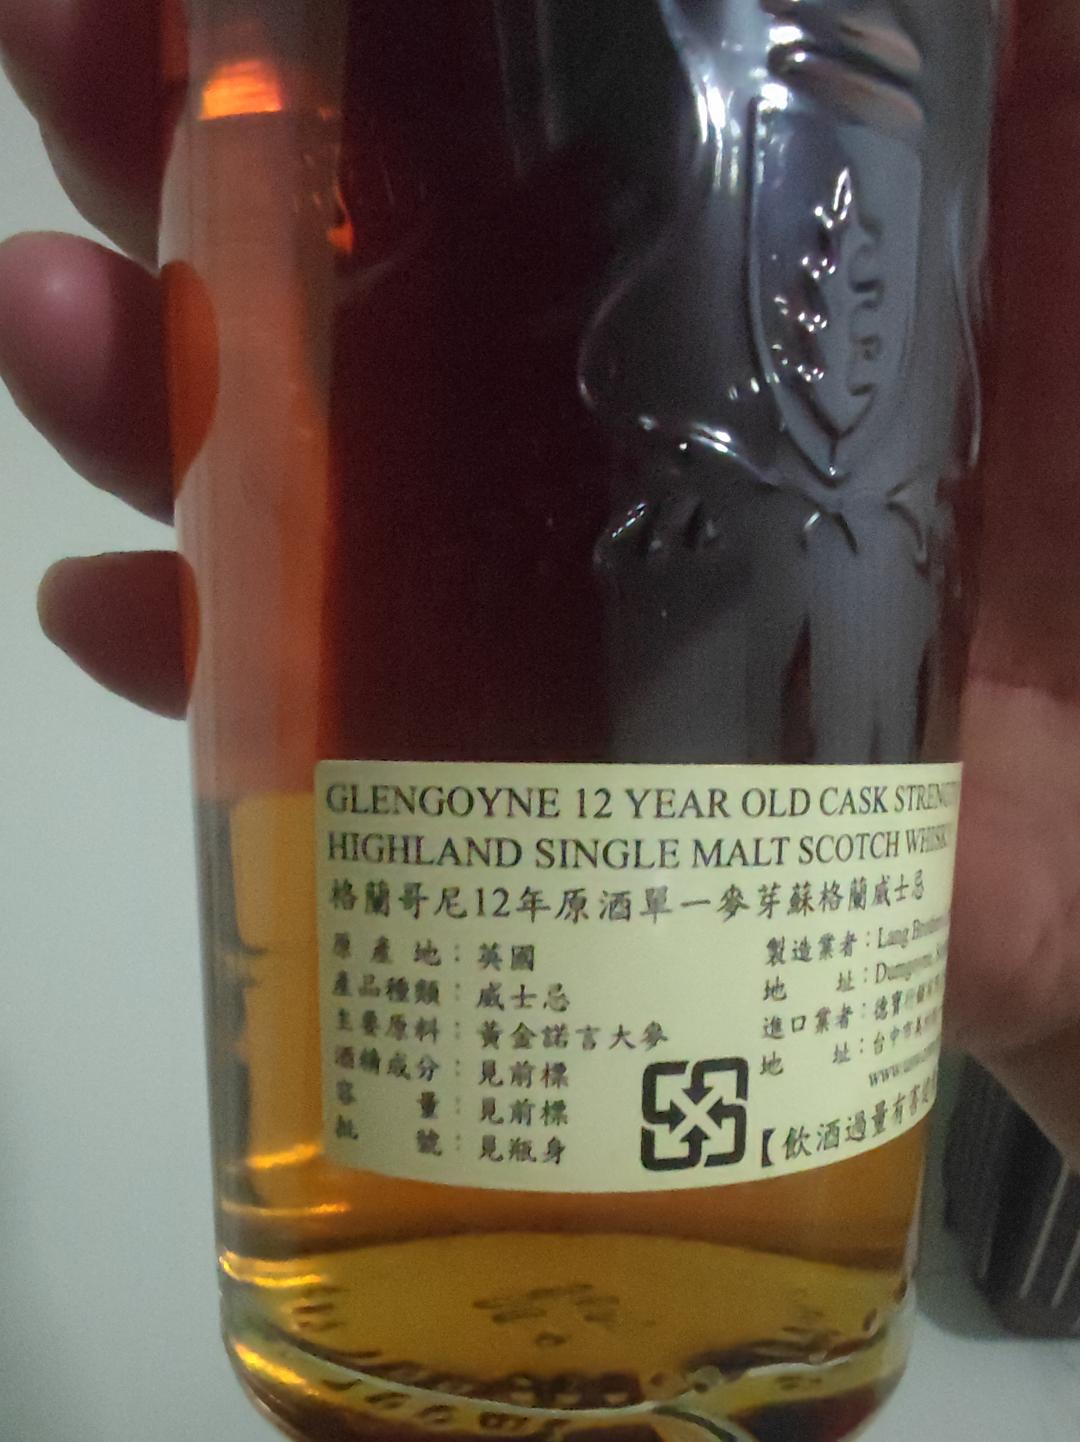 GLENGOYNE 12 YEAR OLD CASK
HIGHLAND SINGLE MALT SCOTCH
格蘭哥尼12年原酒單一麥芽蘇格蘭威士忌
原產地：英國
產品種類：威士忌
主要原料：黃金諾言大麥
酒精成分：見前標
容量：見前標
批號：見瓶身
製造業者：Lang
地址：Dumgoyne,
進口業者：德寶
地址：台中市
【飲酒過量有害